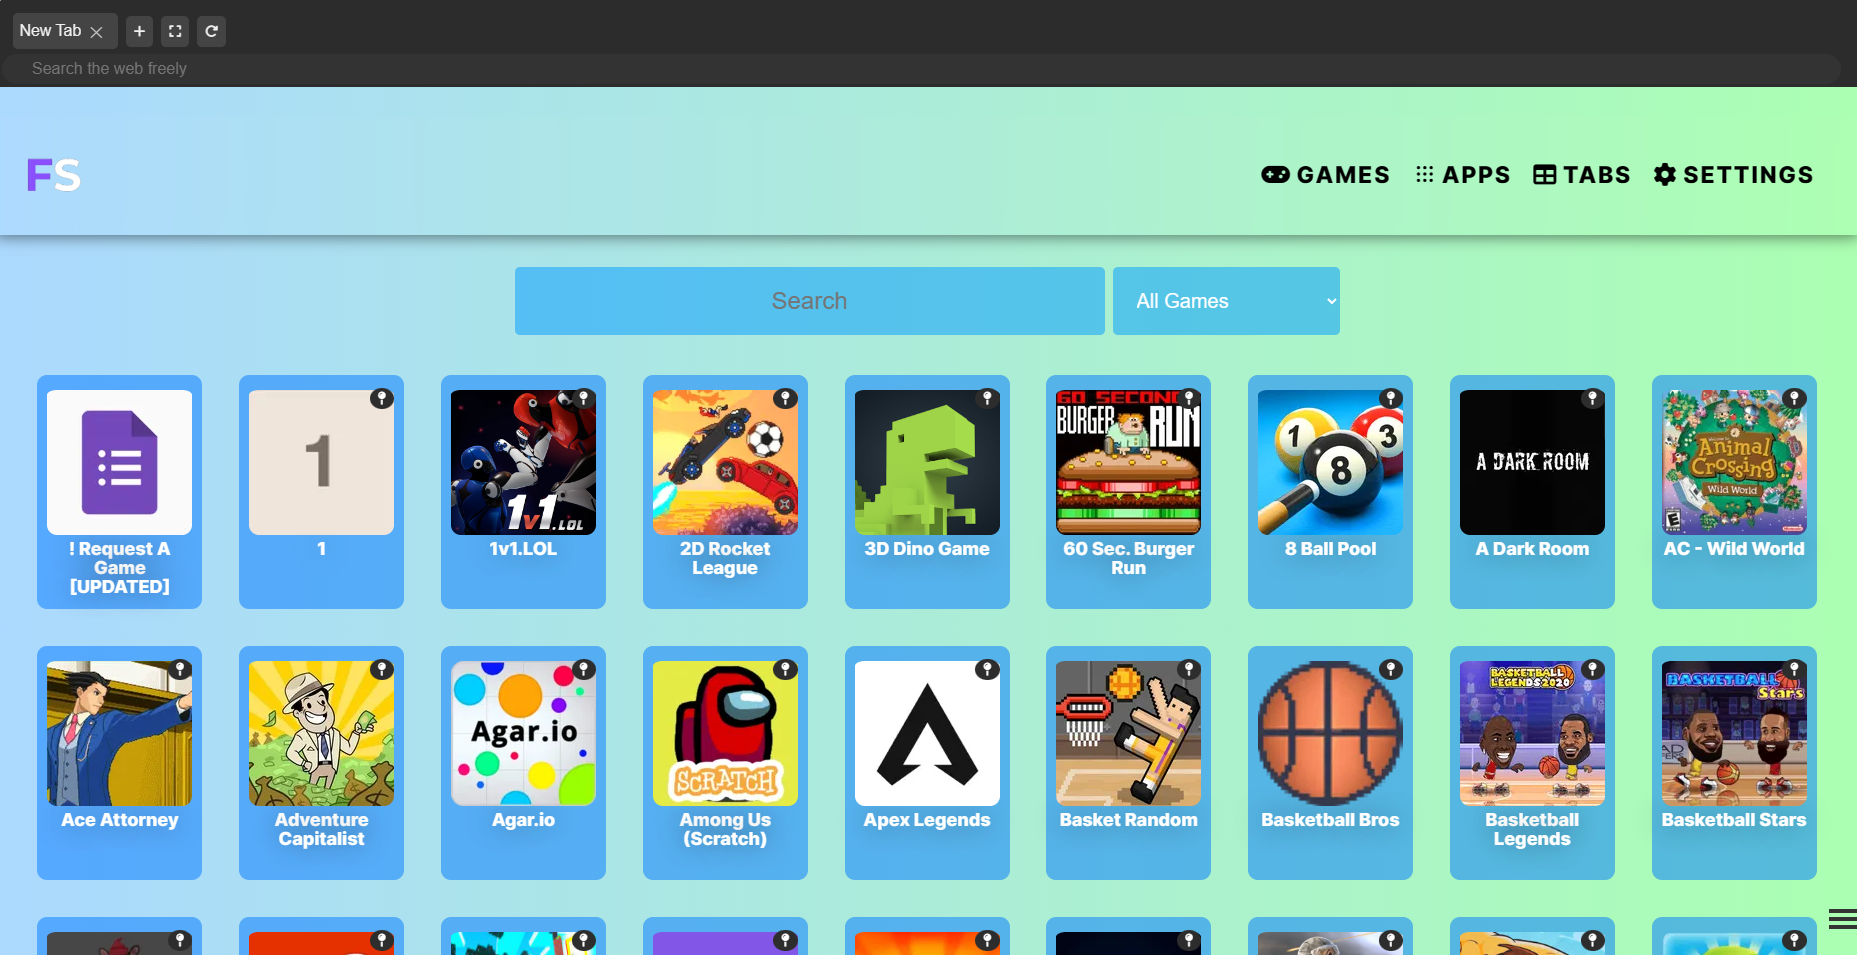 New Tab
Search the web freely
FS
GAMES
APPS
TABS
SETTINGS
Search
All Games
1
1v1.LOL
60 SECOND
BURGER RUN
1 8 3
A DARK ROOM
Animal
Crossing
Wild World
! Request A
Game
[UPDATED]
1
1v1.LOL
2D Rocket
League
3D Dino Game
60 Sec. Burger
Run
8 Ball Pool
A Dark Room
AC - Wild World
Agar.io
SCRATCH
BASKETBALL
LEGENDS 2020
BASKETBALL
Stars
Ace Attorney
Adventure
Capitalist
Agar.io
Among Us
(Scratch)
Apex Legends
Basket Random
Basketball Bros
Basketball
Legends
Basketball Stars